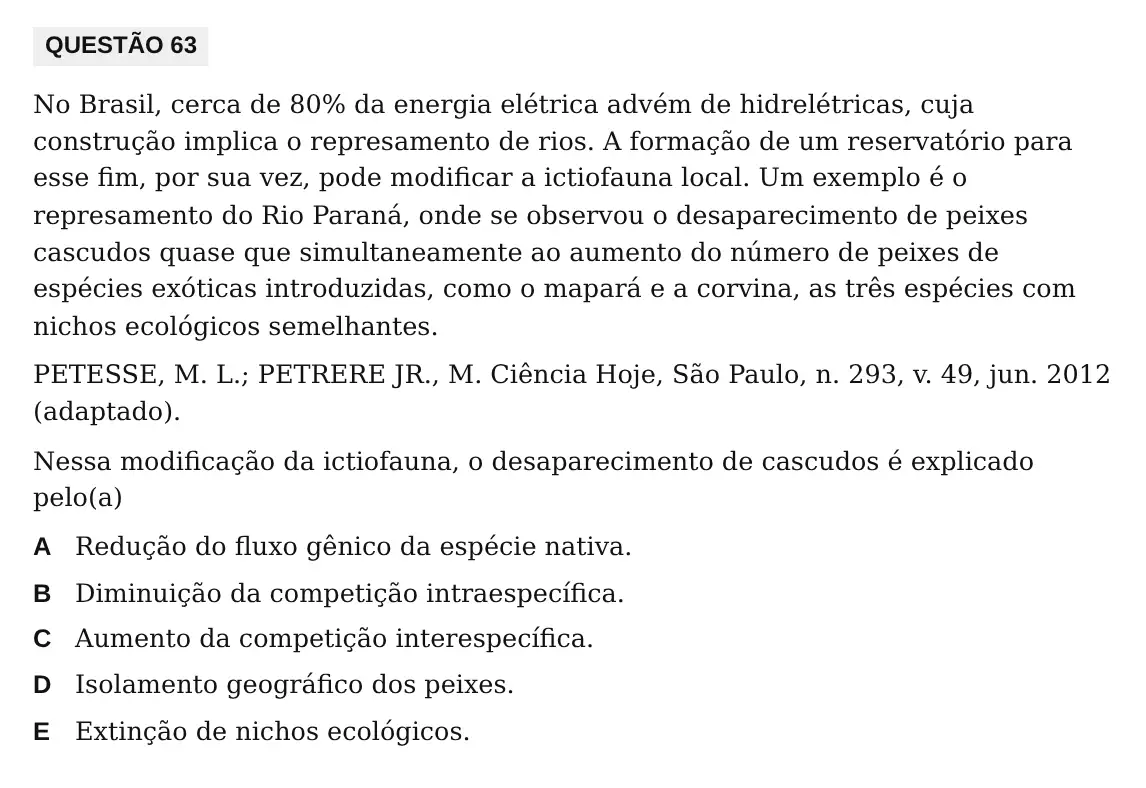 QUESTÃO 63
No Brasil, cerca de 80% da energia elétrica advém de hidrelétricas, cuja
construção implica o represamento de rios. A formação de um reservatório para
esse fim, por sua vez, pode modificar a ictiofauna local. Um exemplo é o
represamento do Rio Paraná, onde se observou o desaparecimento de peixes
cascudos quase que simultaneamente ao aumento do número de peixes de
espécies exóticas introduzidas, como o mapará e a corvina, as três espécies com
nichos ecológicos semelhantes.
PETESSE, M. L.; PETRERE JR., M. Ciência Hoje, São Paulo, n. 293, v. 49, jun. 2012
(adaptado).
Nessa modificação da ictiofauna, o desaparecimento de cascudos é explicado
pelo(a)
A Redução do fluxo gênico da espécie nativa.
B Diminuição da competição intraespecífica.
C Aumento da competição interespecífica.
D Isolamento geográfico dos peixes.
E Extinção de nichos ecológicos.